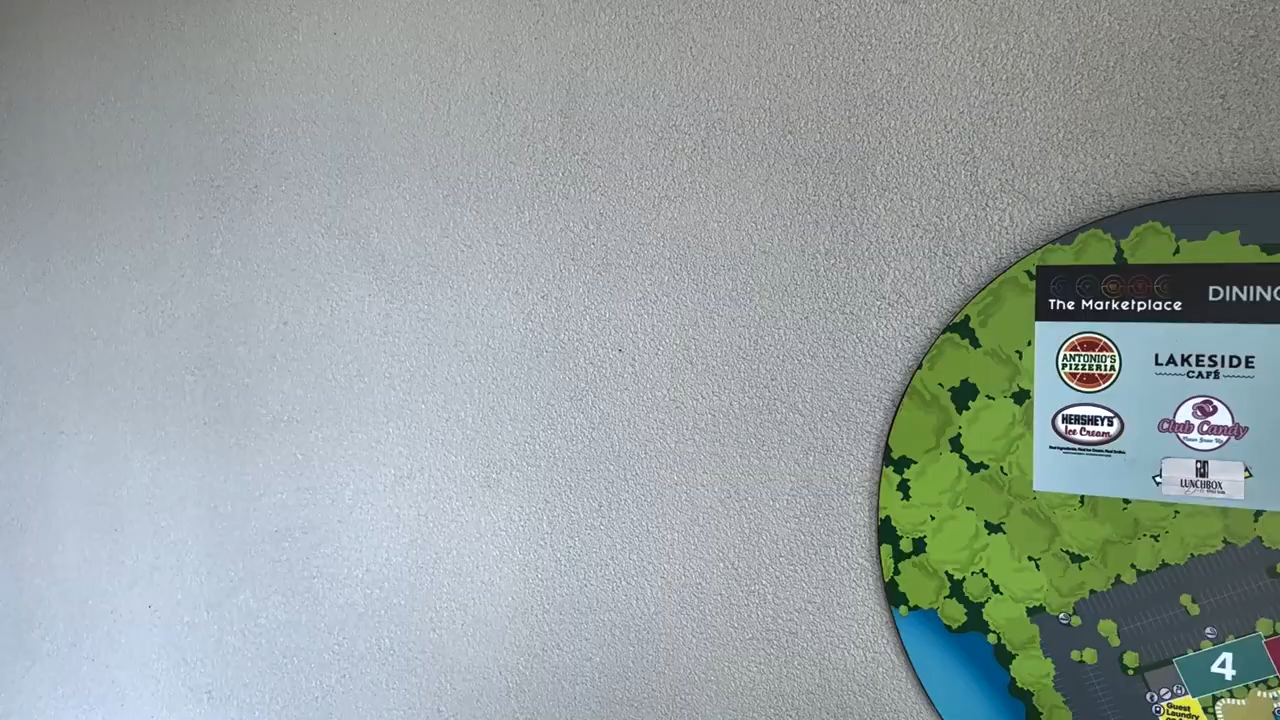 The Marketplace
DINING
ANTONIO'S
PIZZERIA
LAKESIDE
CAFÉ
HERSHEY'S
Ice Cream
Club Candy
LUNCHBOX
4
Guest
Laundry